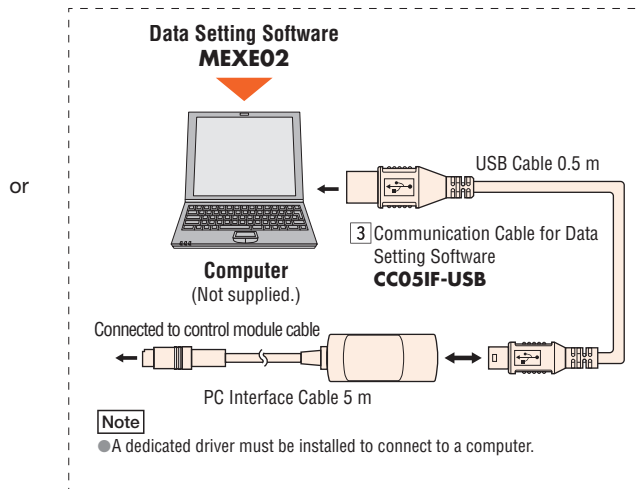 or
Data Setting Software
MEXE02
USB Cable 0.5 m
3 Communication Cable for Data
Setting Software
CC05IF-USB
Computer
(Not supplied.)
Connected to control module cable
PC Interface Cable 5 m
Note
●A dedicated driver must be installed to connect to a computer.